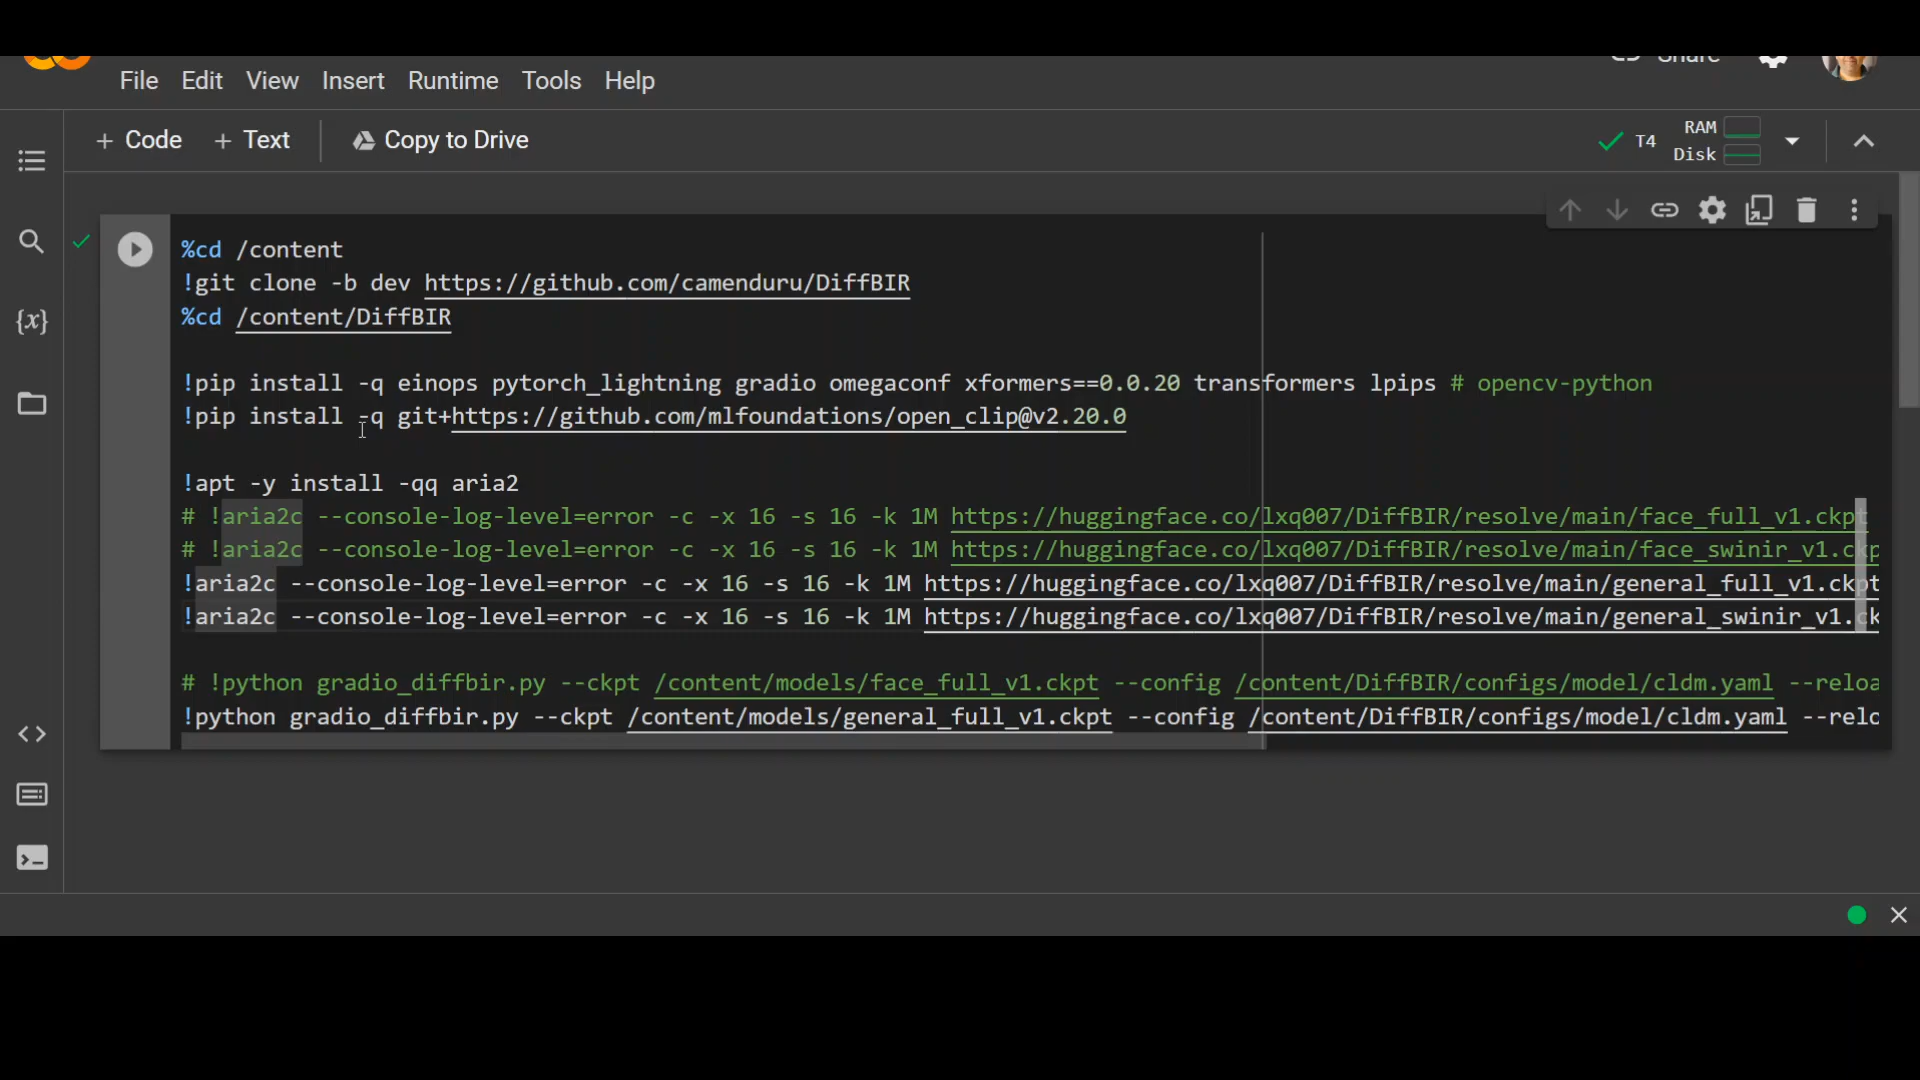 Share
File Edit View Insert Runtime Tools Help
+ Code + Text Copy to Drive
T4 RAM
Disk
{x}
%cd /content
!git clone -b dev https://github.com/camenduru/DiffBIR
%cd /content/DiffBIR
!pip install -q einops pytorch_lightning gradio omegaconf xformers==0.0.20 transformers lpips # opencv-python
!pip install -q git+https://github.com/mlfoundations/open_clip@v2.20.0
!apt -y install -qq aria2
# !aria2c --console-log-level=error -c -x 16 -s 16 -k 1M https://huggingface.co/lxq007/DiffBIR/resolve/main/face_full_v1.ckpt
# !aria2c --console-log-level=error -c -x 16 -s 16 -k 1M https://huggingface.co/lxq007/DiffBIR/resolve/main/face_swinir_v1.ckp
!aria2c --console-log-level=error -c -x 16 -s 16 -k 1M https://huggingface.co/lxq007/DiffBIR/resolve/main/general_full_v1.ckpt
!aria2c --console-log-level=error -c -x 16 -s 16 -k 1M https://huggingface.co/lxq007/DiffBIR/resolve/main/general_swinir_v1.ck
# !python gradio_diffbir.py --ckpt /content/models/face_full_v1.ckpt --config /content/DiffBIR/configs/model/cldm.yaml --reloa
!python gradio_diffbir.py --ckpt /content/models/general_full_v1.ckpt --config /content/DiffBIR/configs/model/cldm.yaml --relo